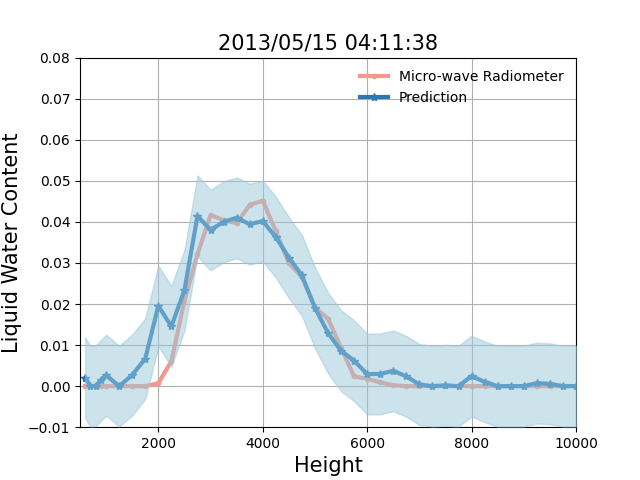 2013/05/15 04:11:38
Liquid Water Content
0.08
0.07
0.06
0.05
0.04
0.03
0.02
0.01
0.00
−0.01
Micro-wave Radiometer
Prediction
2000 4000 6000 8000 10000
Height